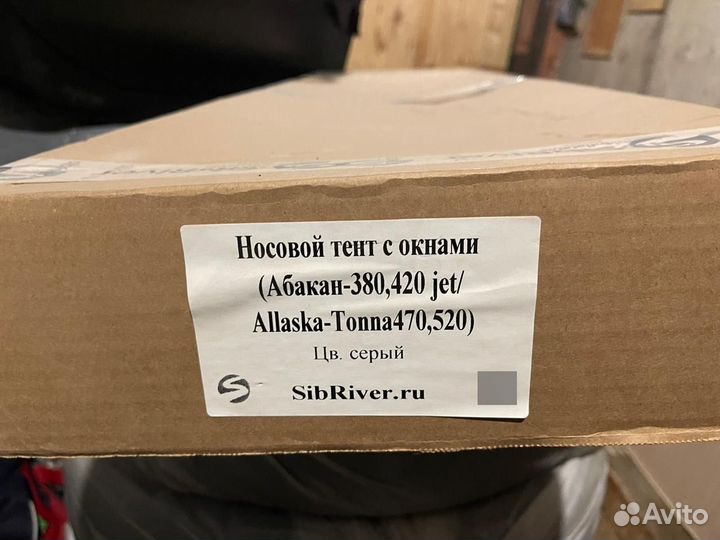 Носовой тент с окнами
(Абакан-380,420 jet/
Allaska-Tonna470,520)
Цв. серый
SibRiver.ru
Avito